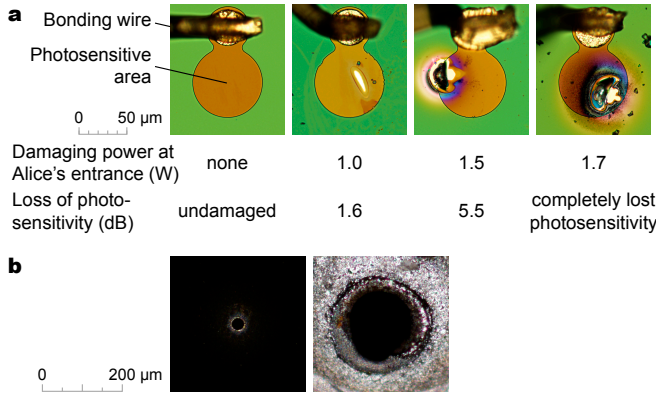 a
Bonding wire
Photosensitive
area
0 50 µm
Damaging power at
Alice's entrance (W)
none 1.0 1.5 1.7
Loss of photo-
sensitivity (dB)
undamaged 1.6 5.5 completely lost
photosensitivity
b
0 200 µm